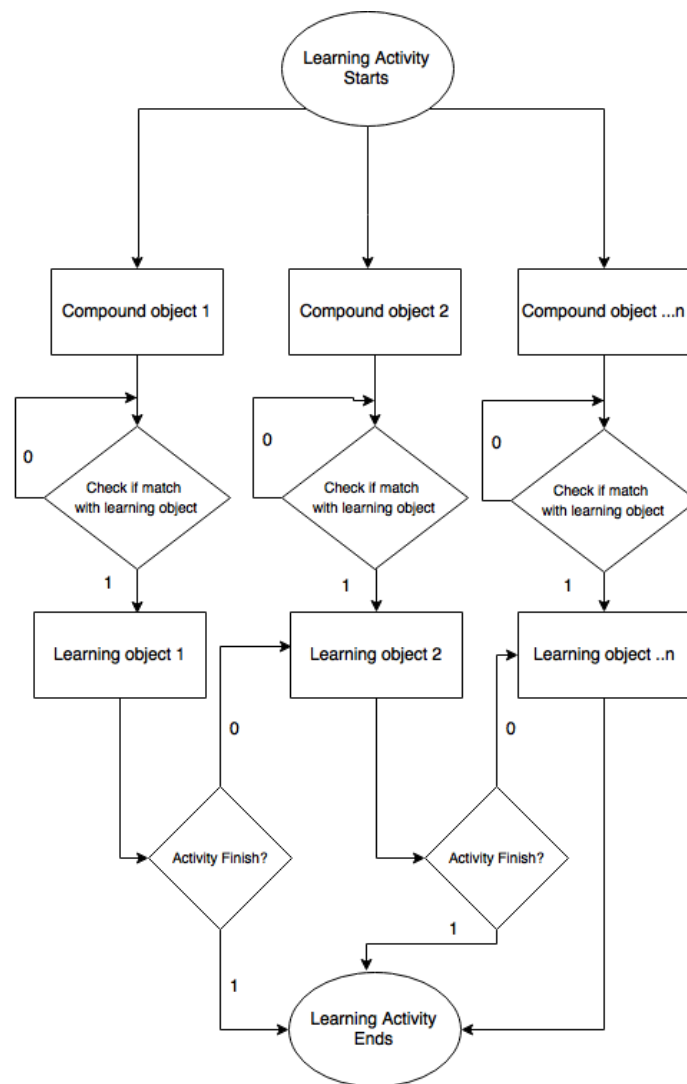 Learning Activity
Starts
Compound object 1
Compound object 2
Compound object ...n
0
0
0
Check if match
with learning object
Check if match
with learning object
Check if match
with learning object
1
1
1
Learning object 1
Learning object 2
Learning object ..n
0
0
Activity Finish?
Activity Finish?
1
1
Learning Activity
Ends